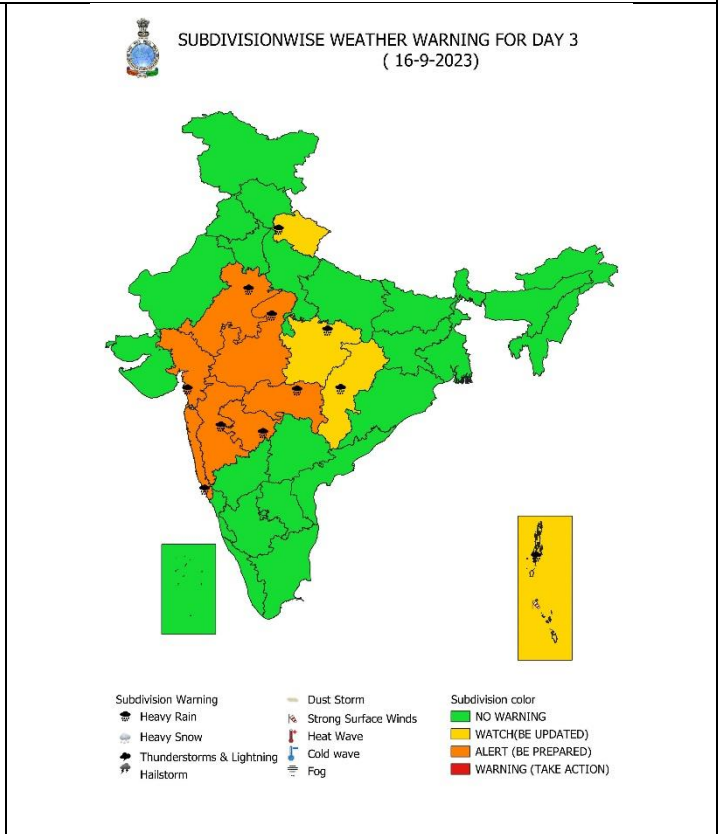 SUBDIVISIONWISE WEATHER WARNING FOR DAY 3
( 16-9-2023)
Subdivision Warning
Heavy Rain
Heavy Snow
Thunderstorms & Lightning
Hailstorm
Dust Storm
Strong Surface Winds
Heat Wave
Cold wave
Fog
Subdivision color
NO WARNING
WATCH(BE UPDATED)
ALERT (BE PREPARED)
WARNING (TAKE ACTION)